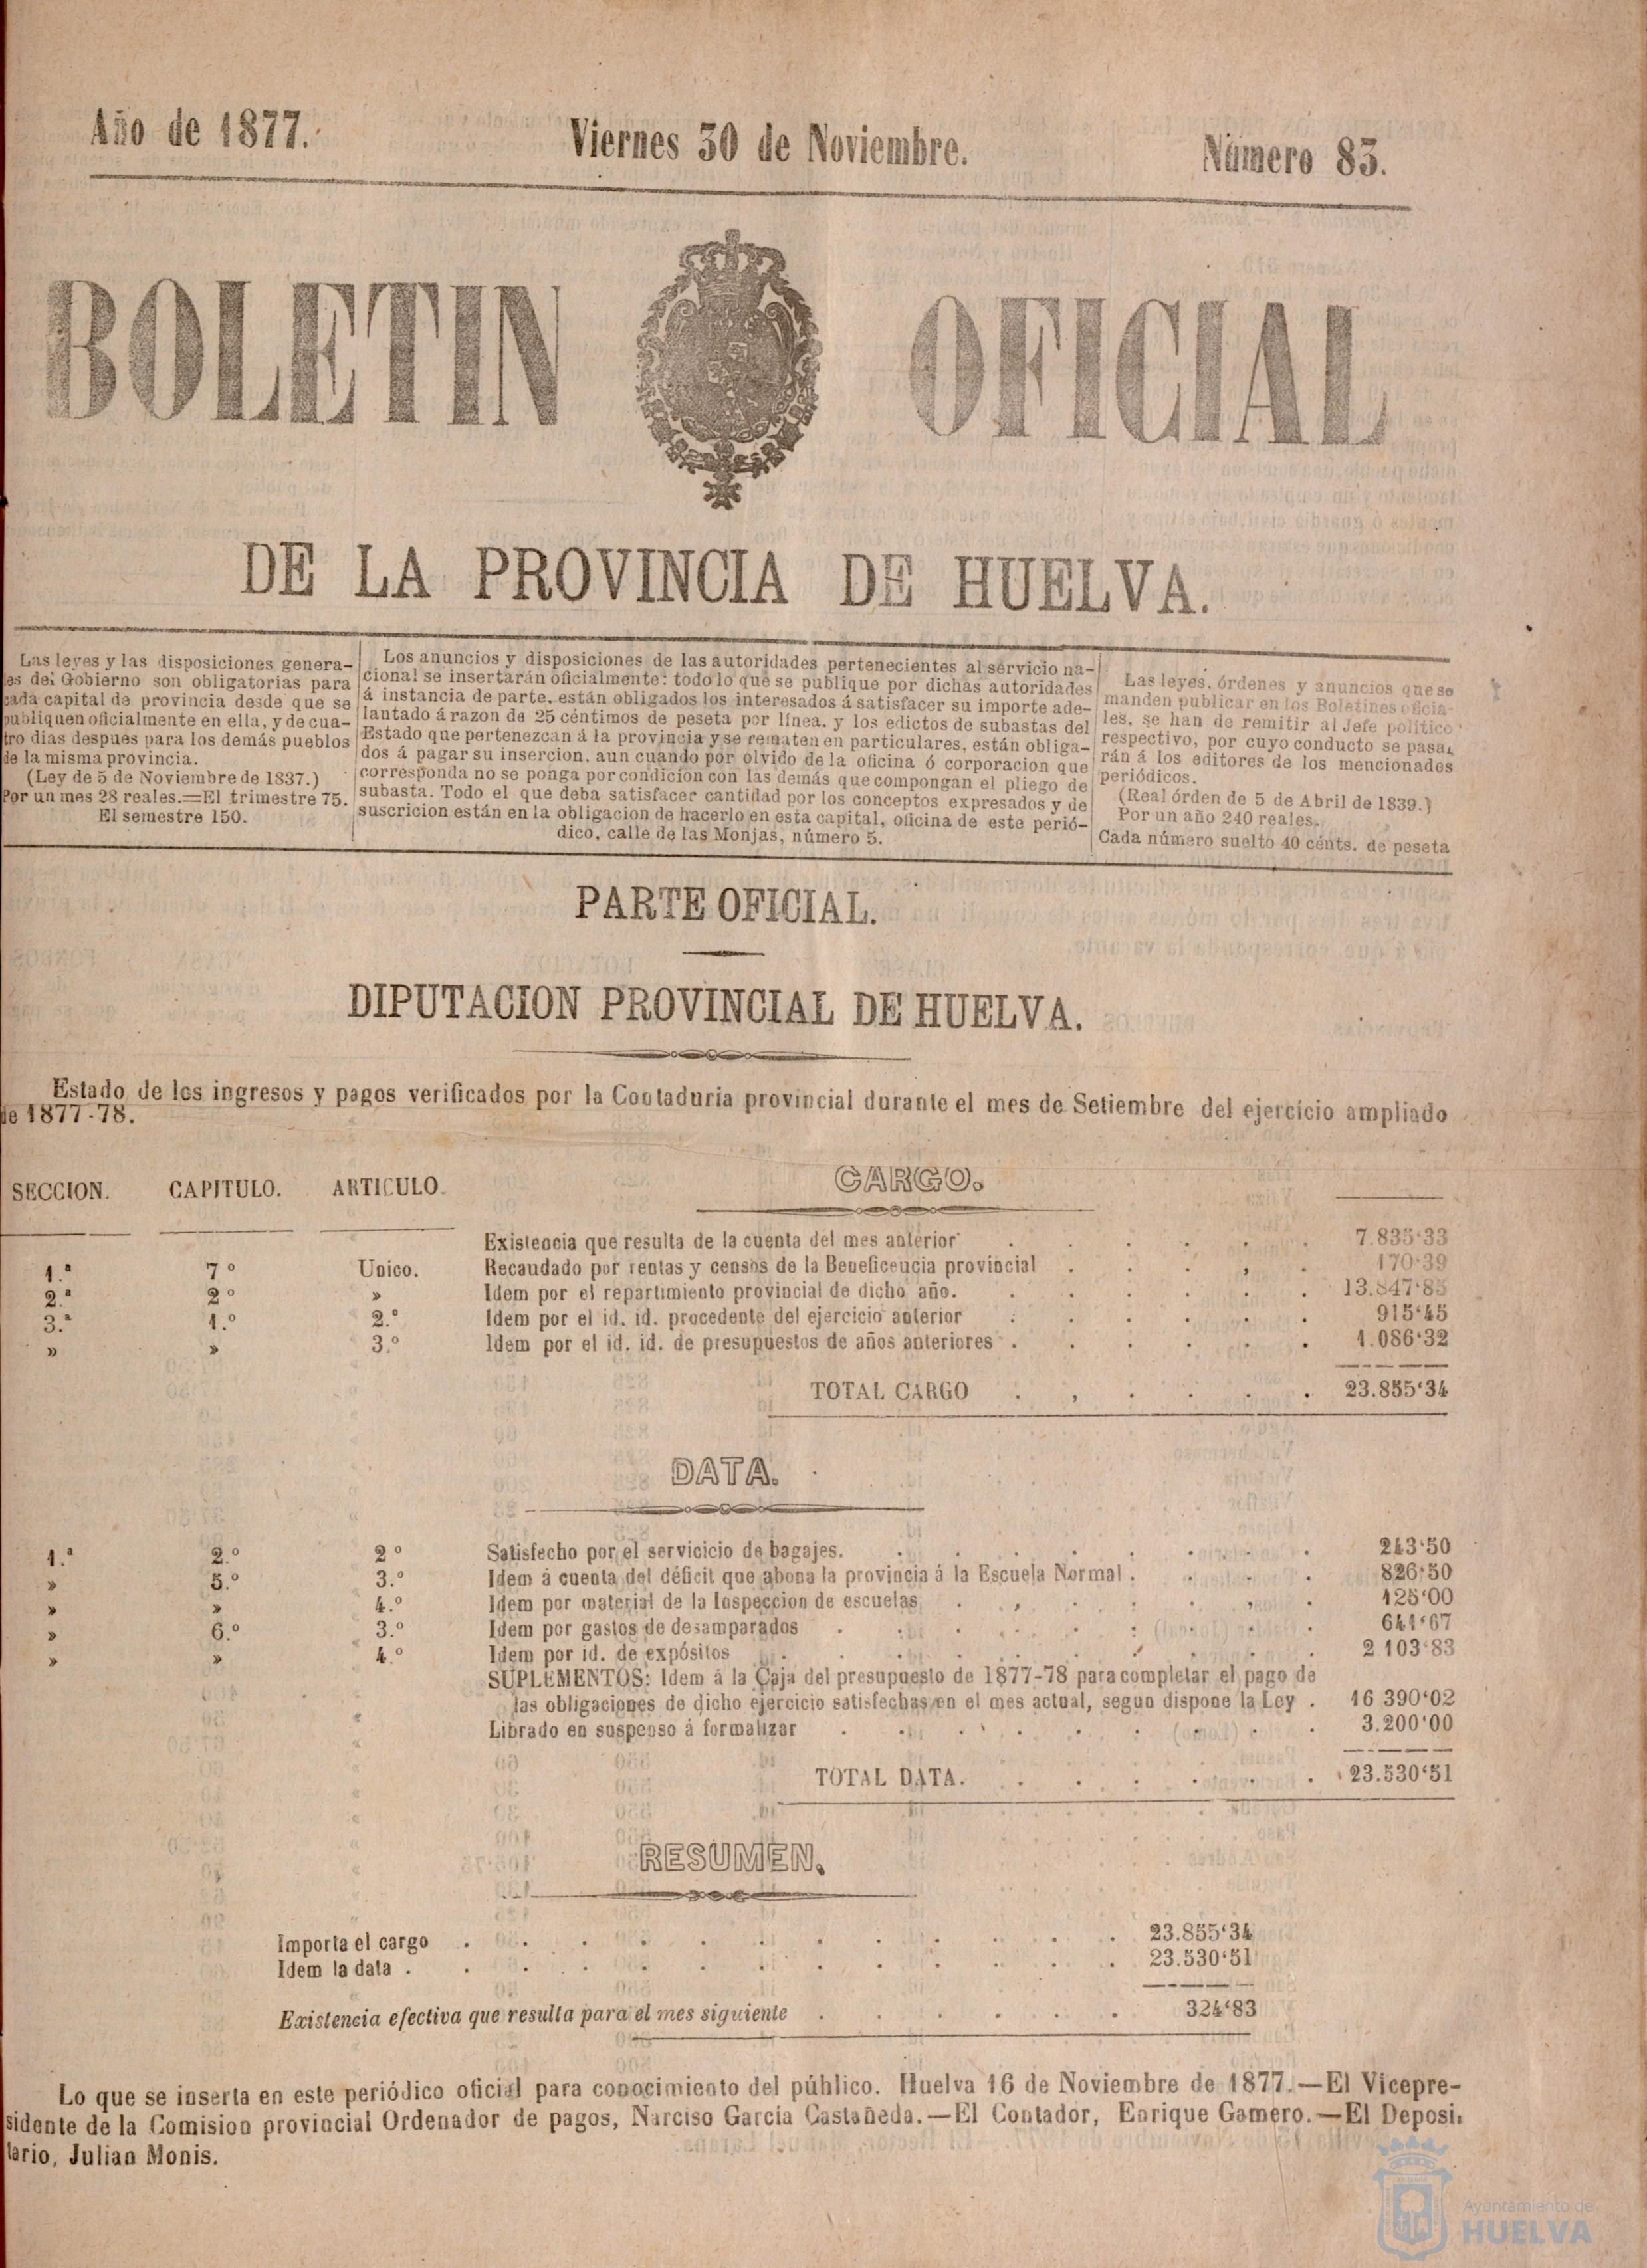 Año de 1877.
Viernes 30 de Noviembre.
Número 83.
BOLETIN OFICIAL
DE LA PROVINCIA DE HUELVA.
Las leyes y las disposiciones genera-
es del Gobierno son obligatorias para
cada capital de provincia desde que se
publiquen oficialmente en ella, y de cua-
tro dias despues para los demás pueblos
de la misma provincia.
(Ley de 5 de Noviembre de 1837.)
Por un mes 28 reales.=El trimestre 75.
El semestre 150.
Los anuncios y disposiciones de las autoridades pertenecientes al servicio na-
cional se insertarán oficialmente: todo lo que se publique por dichas autoridades
á instancia de parte, están obligados los interesados á satisfacer su importe ade-
lantado á razon de 25 céntimos de peseta por línea. y los edictos de subastas del
Estado que pertenezcan á la provincia y se rematen en particulares, están obliga-
dos á pagar su insercion, aun cuando por olvido de la oficina ó corporacion que
corresponda no se ponga por condicion con las demás que compongan el pliego de
subasta. Todo el que deba satisfacer cantidad por los conceptos expresados y de
suscricion están en la obligacion de hacerlo en esta capital, oficina de este perió-
dico, calle de las Monjas, número 5.
Las leyes, órdenes y anuncios que se
manden publicar en los Boletines oficia-
les, se han de remitir al Jefe político
respectivo, por cuyo conducto se pasa,
rán á los editores de los mencionades
periódicos.
(Real órden de 5 de Abril de 1839.)
Por un año 240 reales.
Cada número suelto 40 cénts. de peseta
PARTE OFICIAL.
DIPUTACION PROVINCIAL DE HUELVA.
Estado de los ingresos y pagos verificados por la Contaduria provincial durante el mes de Setiembre del ejercicio ampliado
de 1877-78.
SECCION. CAPITULO. ARTICULO. CARGO.
Existencia que resulta de la cuenta del mes anterior . . . . . 7.835‘33
1.ª 7º Unico. Recaudado por rentas y censos de la Beneficencia provincial . . . , . 170‘39
2.ª 2º » Idem por el repartimiento provincial de dicho año. . . . . . . 13.847‘85
3.ª 1.º 2.º Idem por el id. id. procedente del ejercicio anterior . . . . . . 915‘45
» » 3.º Idem por el id. id. de presupuestos de años anteriores . . . . . . 1.086‘32
TOTAL CARGO . , . . . . 23.855‘34
DATA.
1.ª 2.º 2º Satisfecho por el servicicio de bagajes. . . . . . . . . 243‘50
» 5.º 3.º Idem á cuenta del déficit que abona la provincia á la Escuela Normal . . . . 826‘50
» » 4.º Idem por material de la Inspeccion de escuelas . , . : . , . 125‘00
» 6.º 3.º Idem por gastos de desamparados . . . . : . . . 641‘67
» » 4.º Idem por id. de expósitos . . . . . . . . . 2 103‘83
SUPLEMENTOS: Idem á la Caja del presupuesto de 1877-78 para completar el pago de
las obligaciones de dicho ejercicio satisfechas en el mes actual, segun dispone la Ley . 16 390‘02
Librado en suspenso á formalizar . . . . . . . . . 3.200‘00
TOTAL DATA. . . . . . . 23.530‘51
RESUMEN.
Importa el cargo . . . . . . . . . . . . 23.855‘34
Idem la data . . . . . . . . . . . . . 23.530‘51
Existencia efectiva que resulta para el mes siguiente . . . . . . 324‘83
Lo que se inserta en este periódico oficial para conocimiento del público. Huelva 16 de Noviembre de 1877.—El Vicepre-
sidente de la Comision provincial Ordenador de pagos, Narciso García Castañeda.—El Contador, Enrique Gamero.—El Deposi.
tario, Julian Monis.
Ayuntamiento de
HUELVA